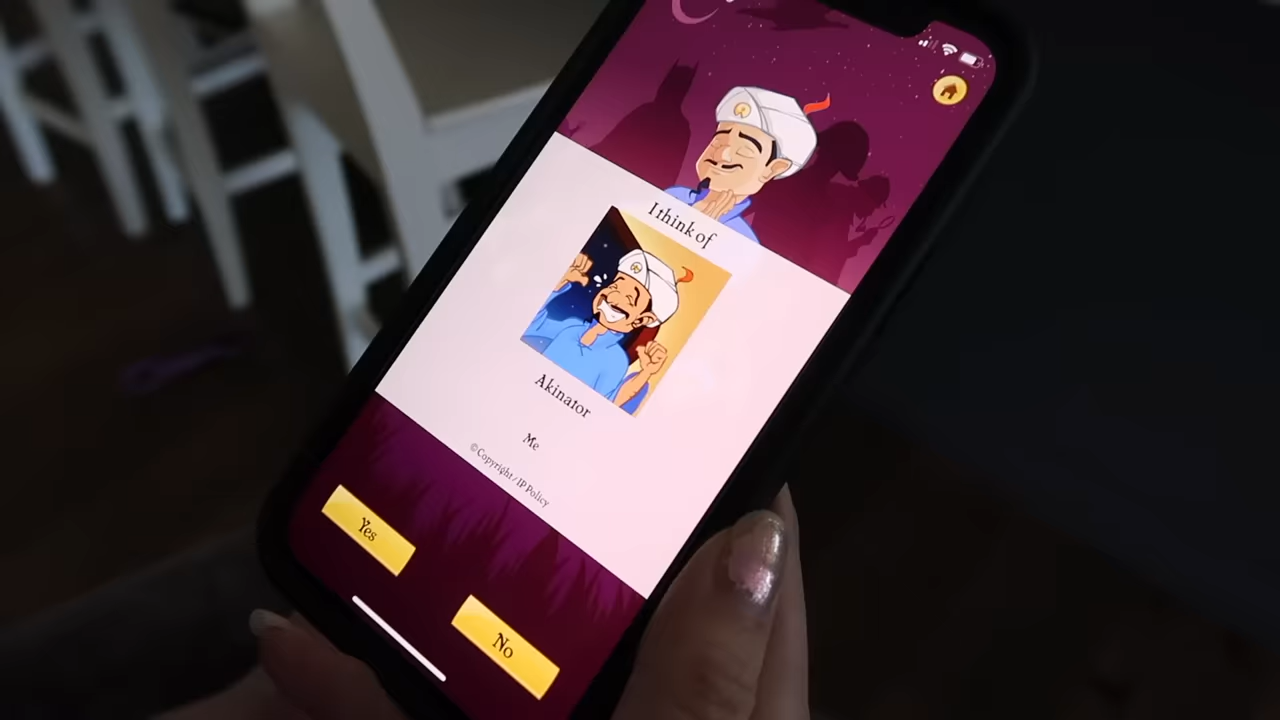 I think of
Akinator
Me
© Copyright / IP Policy
Yes
No